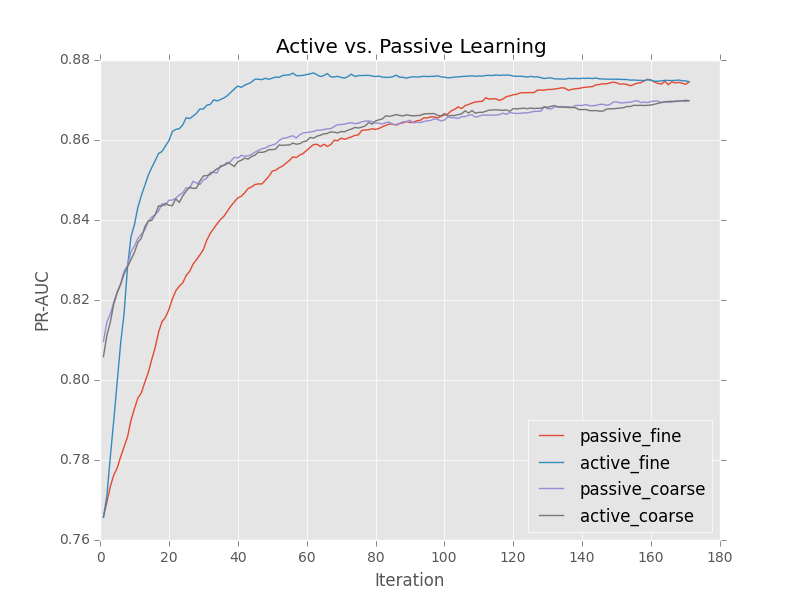 Active vs. Passive Learning
0.88
0.86
0.84
0.82
0.80
0.78
0.76
PR-AUC
passive_fine
active_fine
passive_coarse
active_coarse
0 20 40 60 80 100 120 140 160 180
Iteration